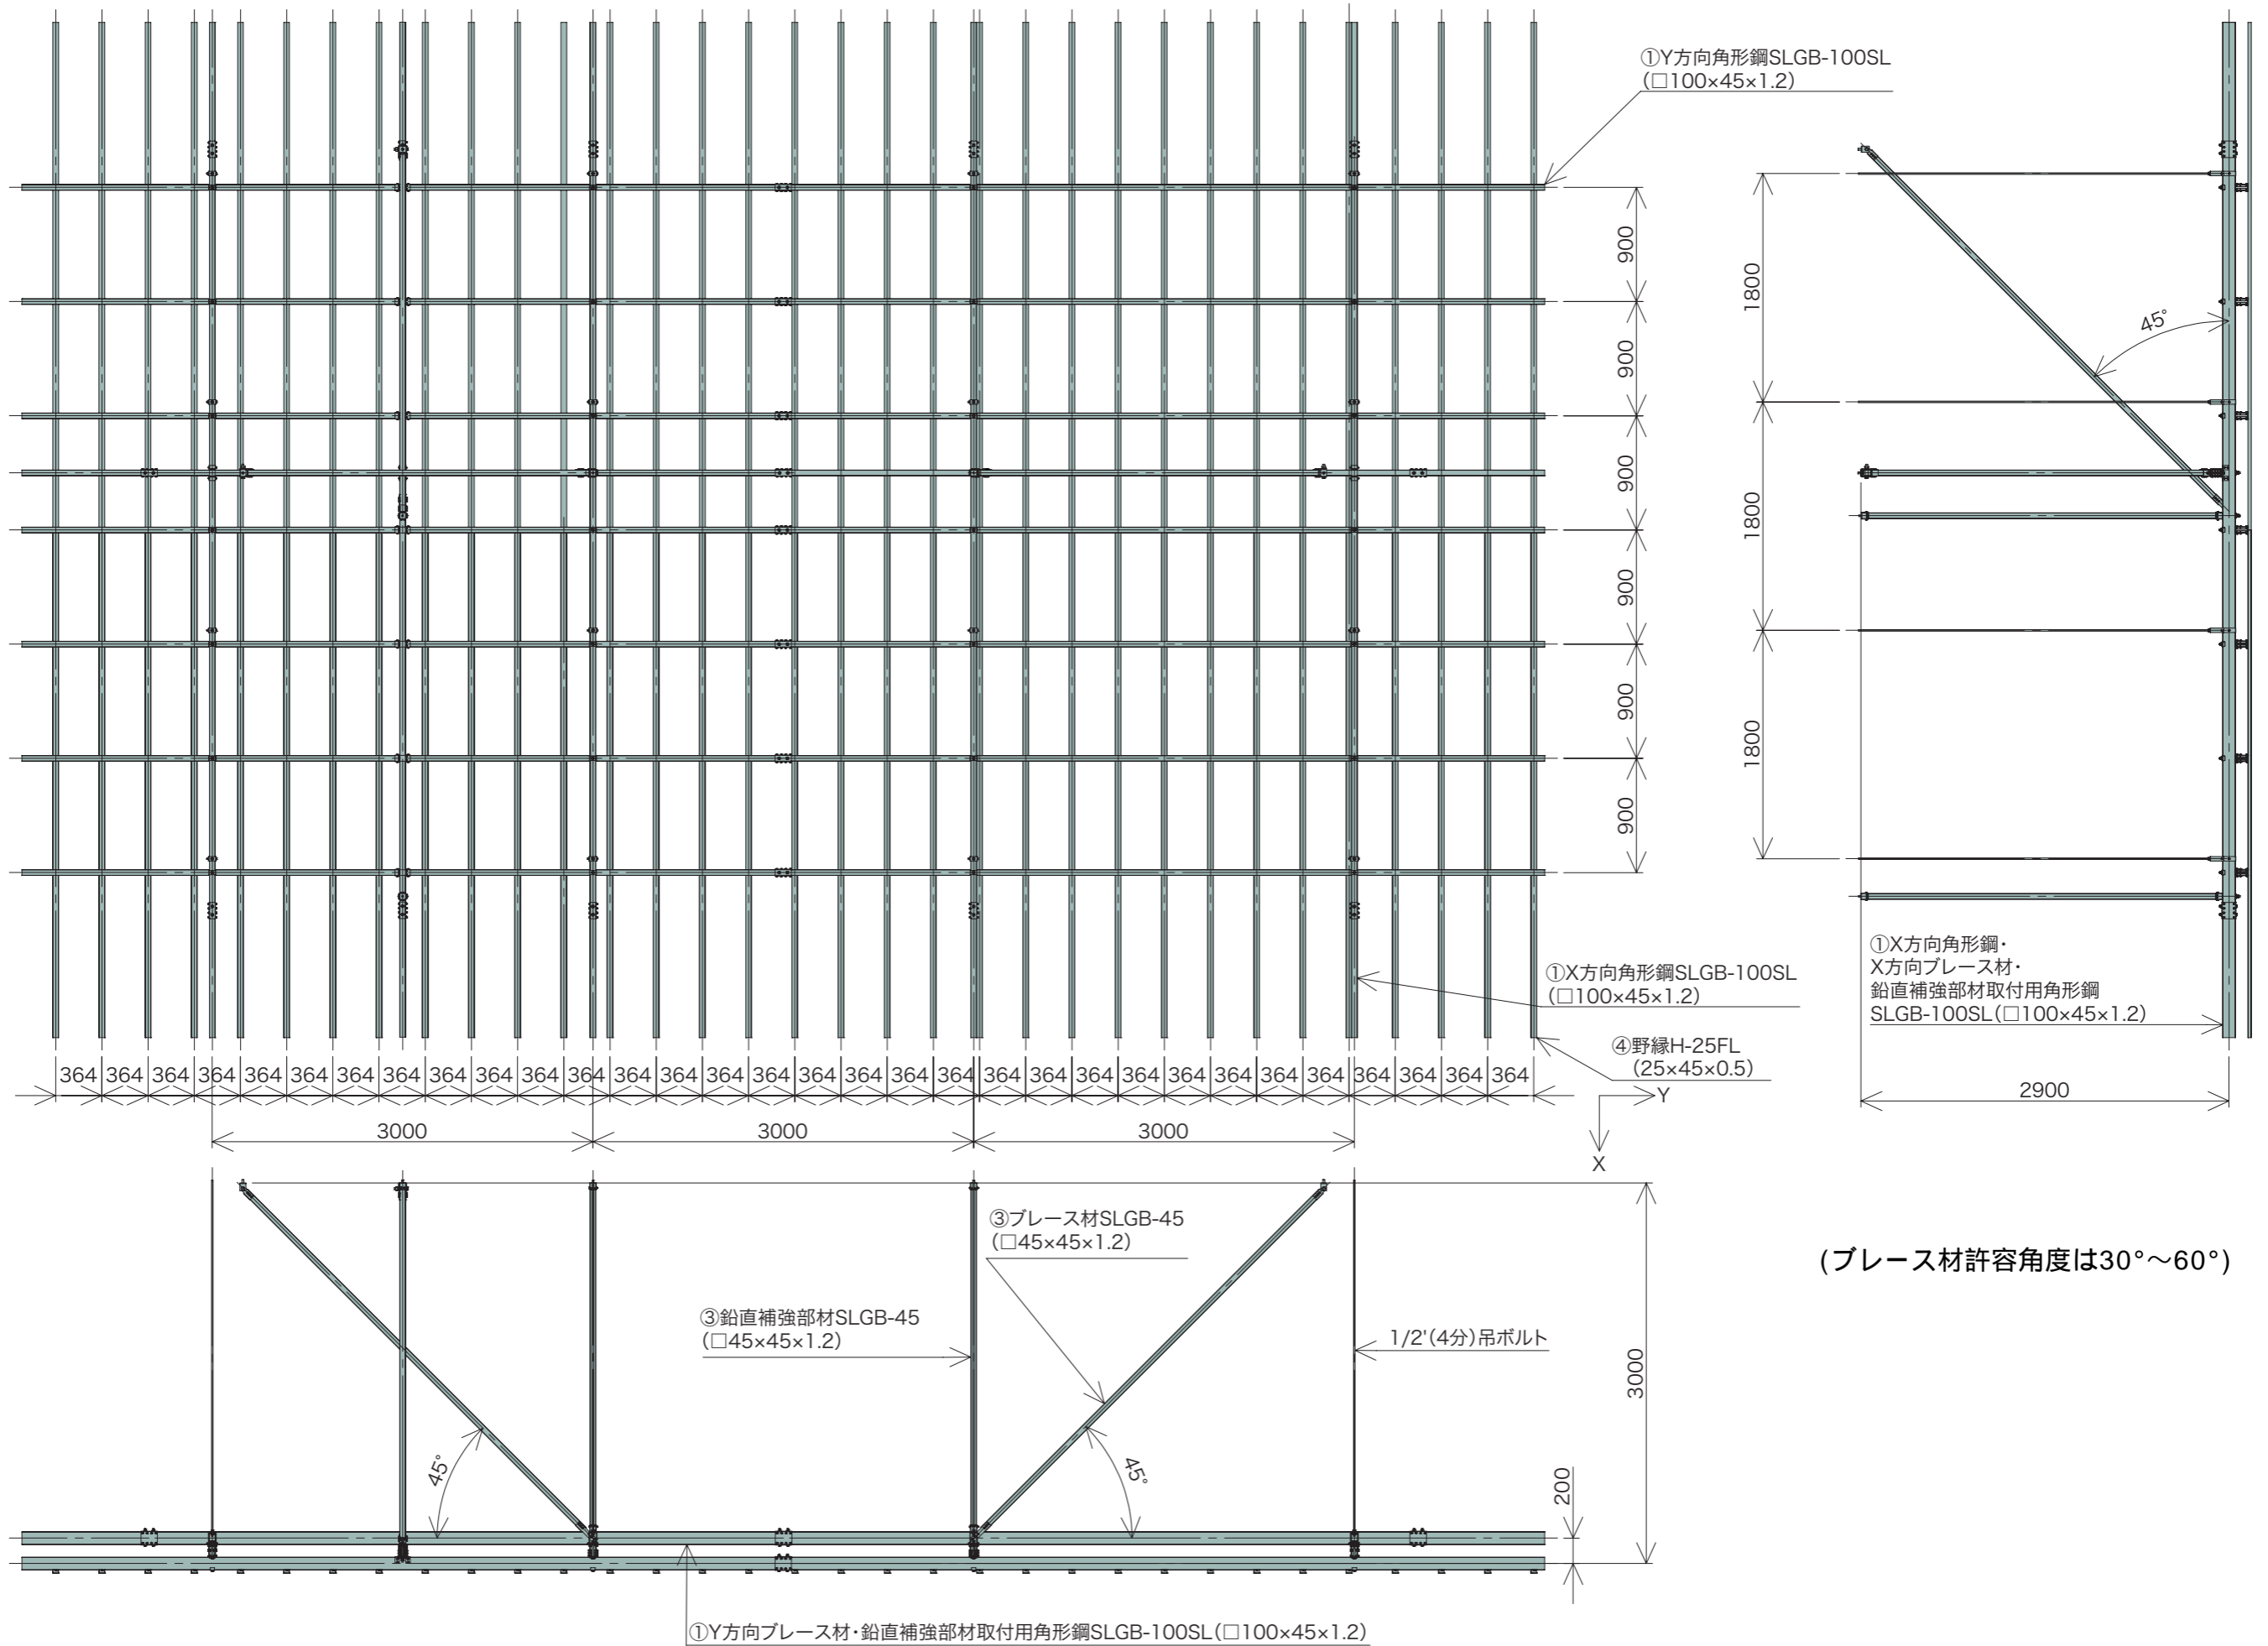 ①Y方向角形鋼SLGB-100SL
(□100×45×1.2)
900
900
900
900
900
900
1800
1800
1800
45°
①X方向角形鋼SLGB-100SL
(□100×45×1.2)
④野縁H-25FL
(25×45×0.5)
①X方向角形鋼・
X方向ブレース材・
鉛直補強部材取付用角形鋼
SLGB-100SL(□100×45×1.2)
2900
364 364 364 364 364 364 364 364 364 364 364 364 364 364 364 364 364 364 364 364 364 364 364 364 364 364 364 364 364 364 364 364
Y
X
3000 3000 3000
③ブレース材SLGB-45
(□45×45×1.2)
③鉛直補強部材SLGB-45
(□45×45×1.2)
1/2'(4分)吊ボルト
3000
200
45°
45°
(ブレース材許容角度は30°～60°)
①Y方向ブレース材・鉛直補強部材取付用角形鋼SLGB-100SL(□100×45×1.2)